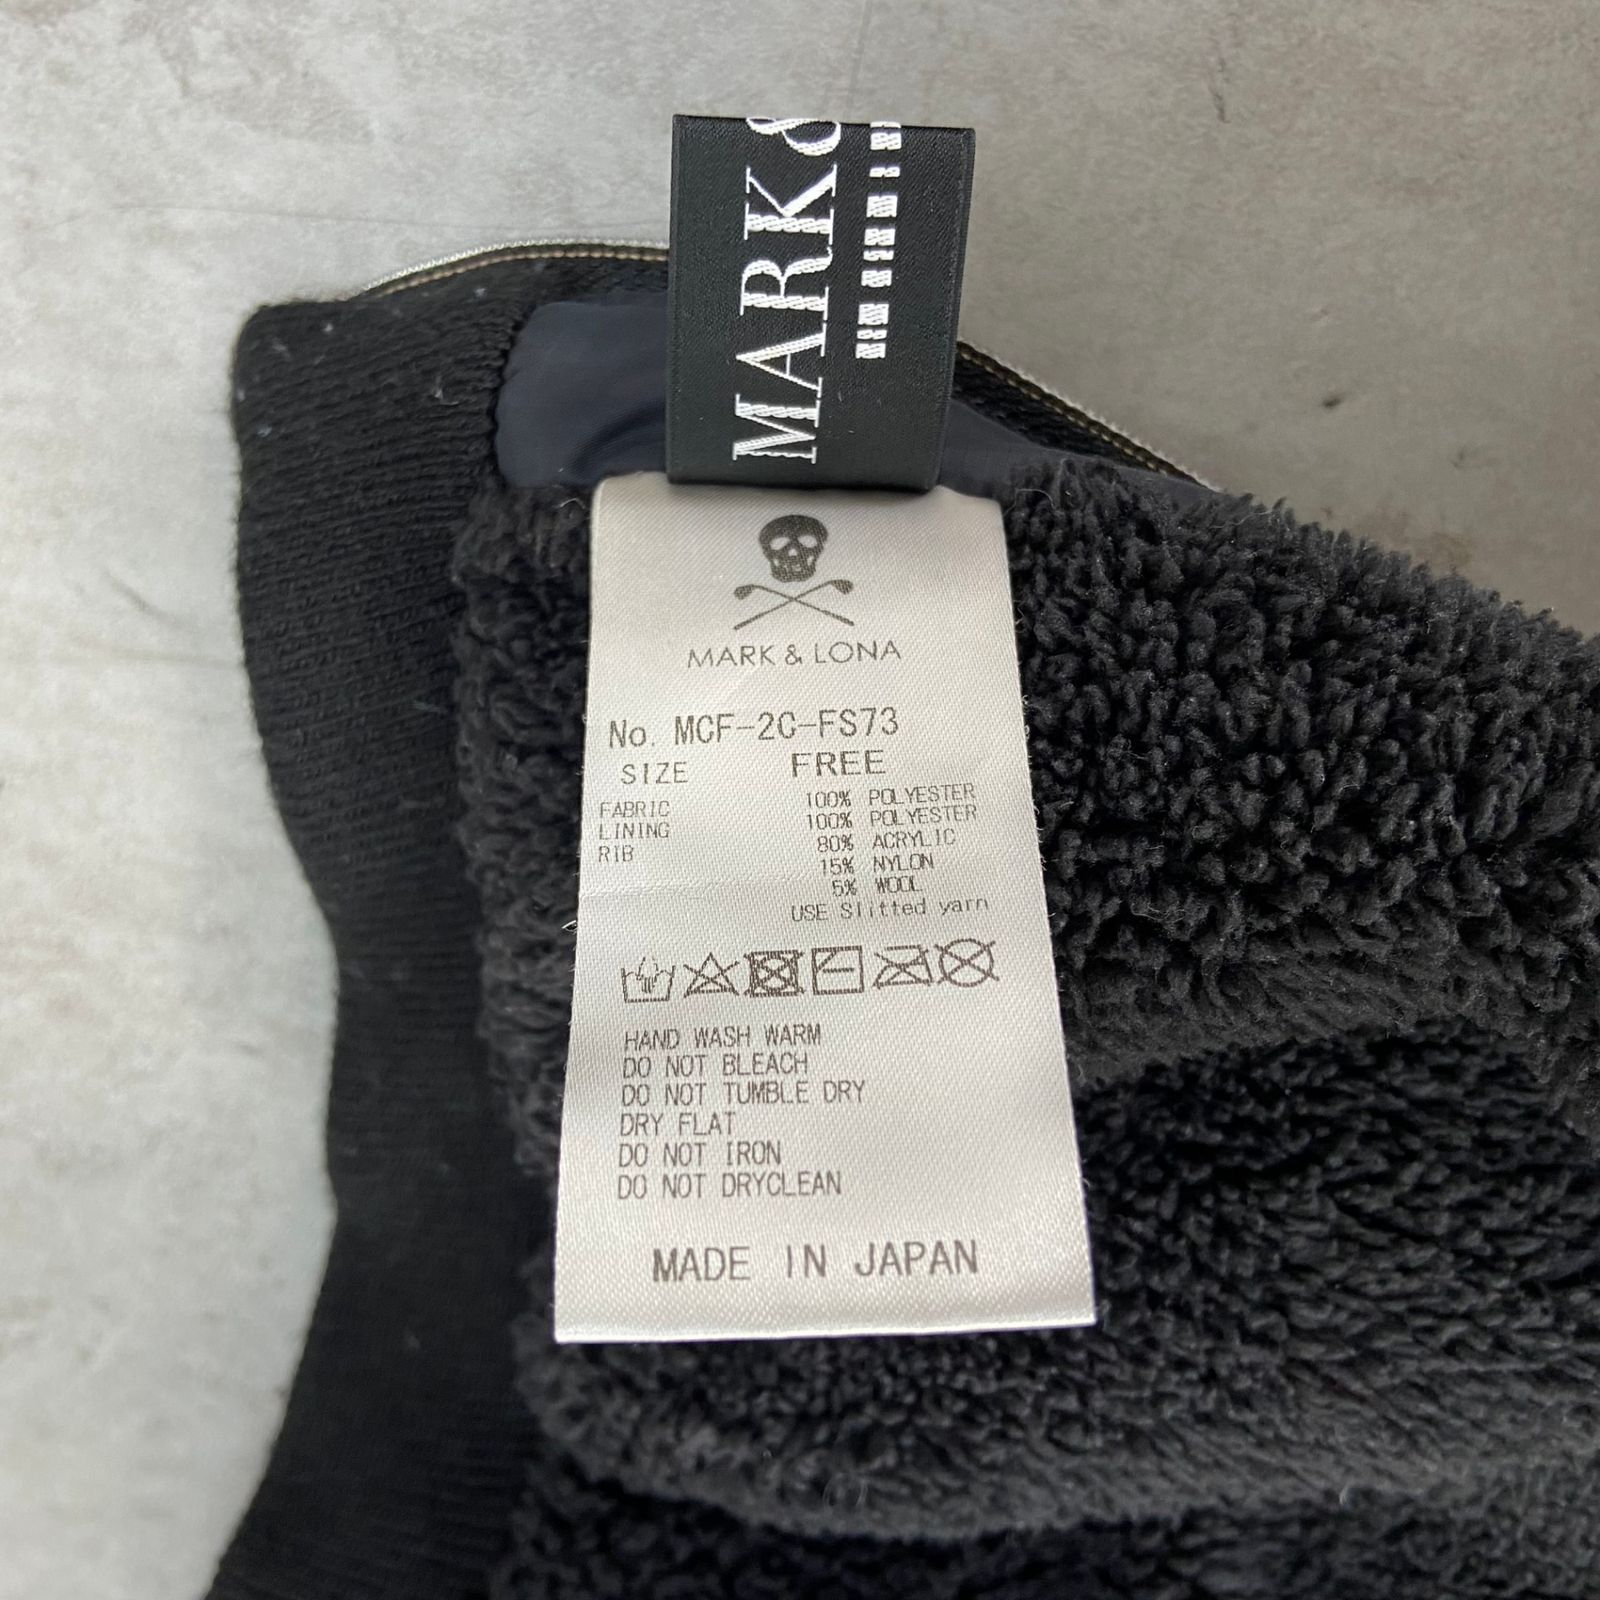 MARK&
MARK & LONA
No. MCF-2C-FS73
SIZE FREE
FABRIC 100% POLYESTER
LINING 100% POLYESTER
RIB 80% ACRYLIC
15% NYLON
5% WOOL
USE Slitted yarn
HAND WASH WARM
DO NOT BLEACH
DO NOT TUMBLE DRY
DRY FLAT
DO NOT IRON
DO NOT DRYCLEAN
MADE IN JAPAN